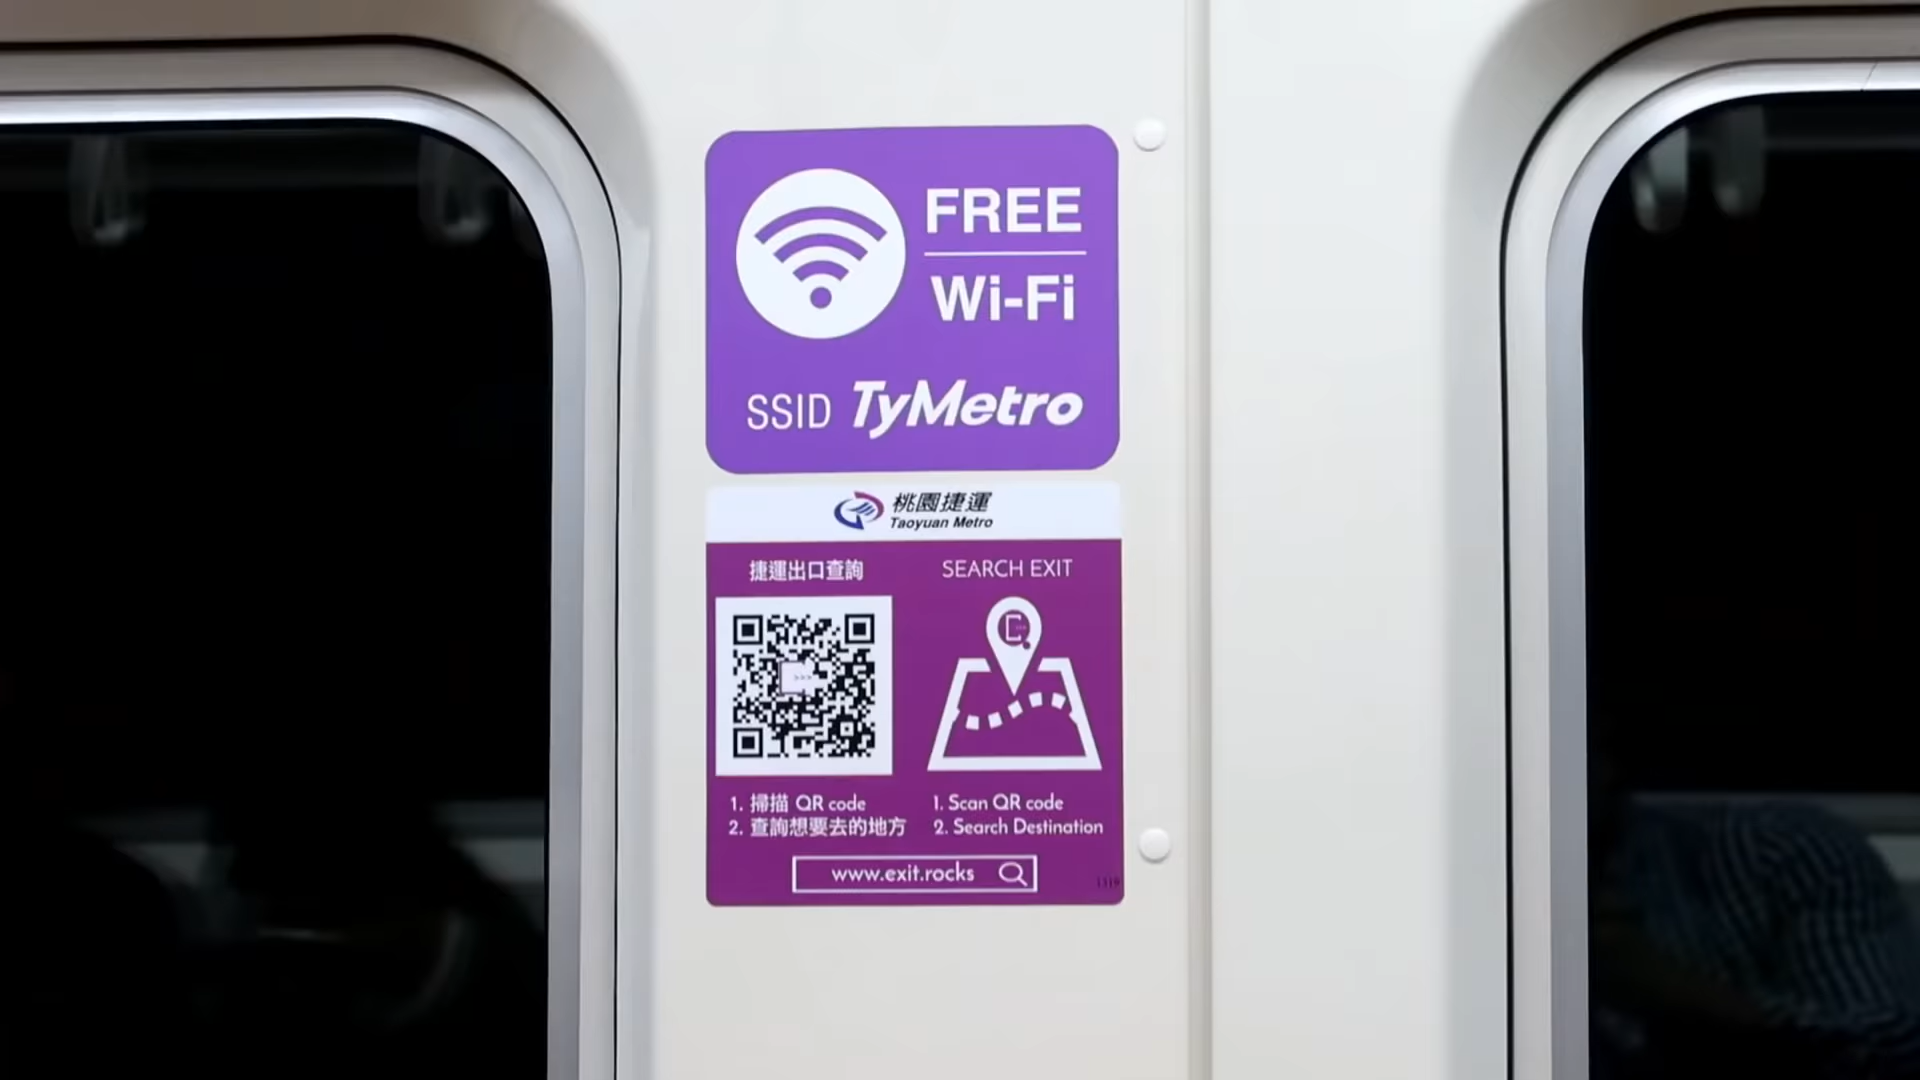 FREE
Wi-Fi
SSID TyMetro
桃園捷運
Taoyuan Metro
捷運出口查詢
SEARCH EXIT
1. 掃描 QR code
2. 查詢想要去的地方
1. Scan QR code
2. Search Destination
www.exit.rocks
1319